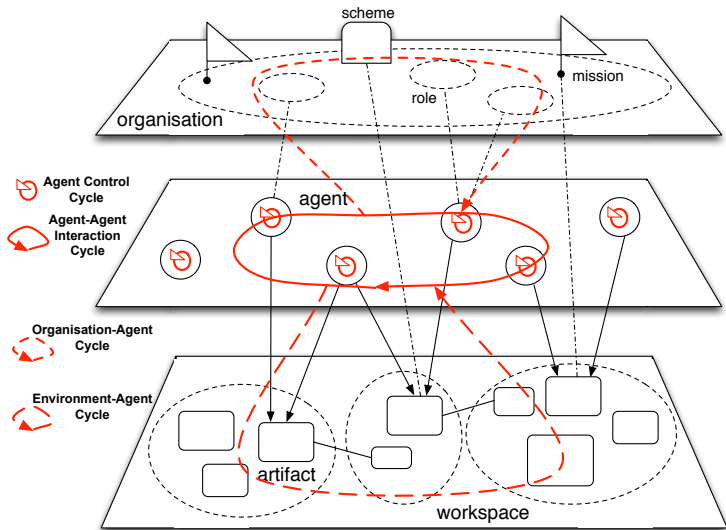 scheme
mission
role
organisation
Agent Control
Cycle
agent
Agent-Agent
Interaction
Cycle
Organisation-Agent
Cycle
Environment-Agent
Cycle
artifact
workspace